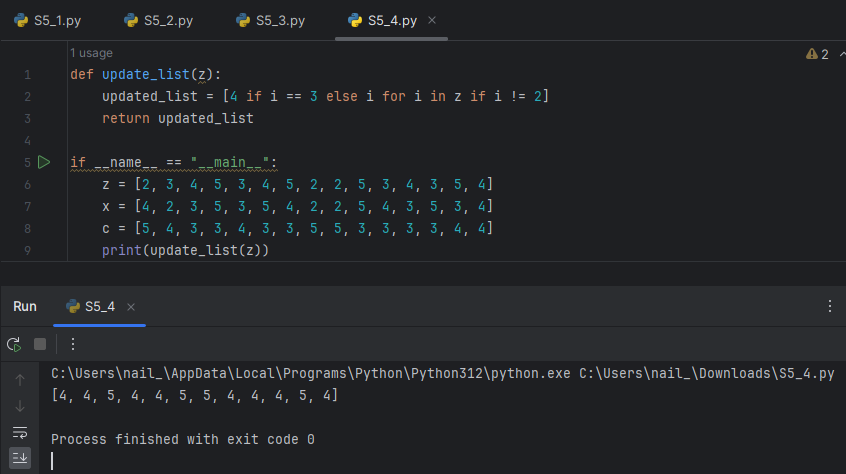 S5_1.py S5_2.py S5_3.py S5_4.py ×
1 usage
2
1 def update_list(z):
2 updated_list = [4 if i == 3 else i for i in z if i != 2]
3 return updated_list
4
5 if __name__ == "__main__":
6 z = [2, 3, 4, 5, 3, 4, 5, 2, 2, 5, 3, 4, 3, 5, 4]
7 x = [4, 2, 3, 5, 3, 5, 4, 2, 2, 5, 4, 3, 5, 3, 4]
8 c = [5, 4, 3, 3, 4, 3, 3, 5, 5, 3, 3, 3, 3, 4, 4]
9 print(update_list(z))
Run S5_4 ×
C:\Users\nail_\AppData\Local\Programs\Python\Python312\python.exe C:\Users\nail_\Downloads\S5_4.py
[4, 4, 5, 4, 4, 5, 5, 4, 4, 4, 5, 4]
Process finished with exit code 0